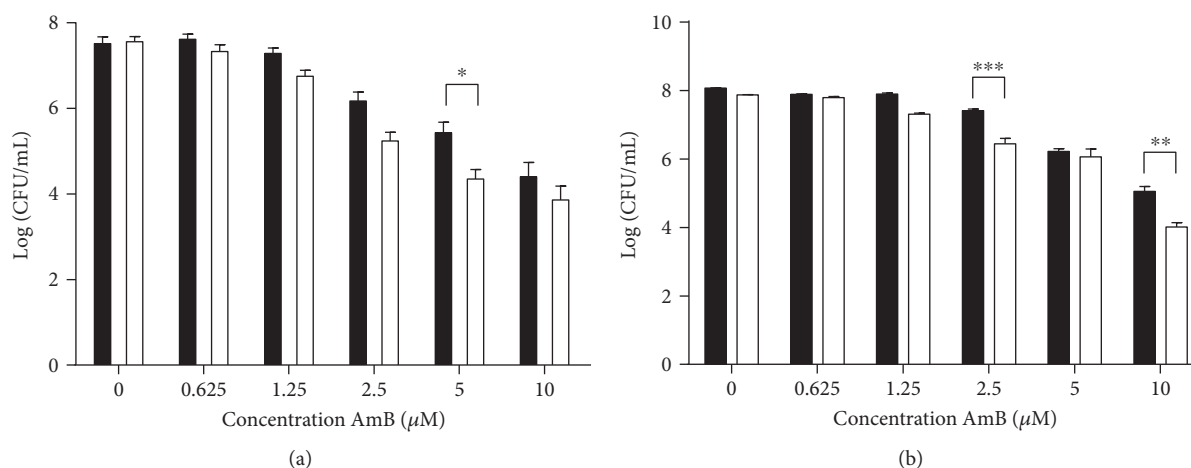 8
6
4
2
0
Log (CFU/mL)
*
0 0.625 1.25 2.5 5 10
Concentration AmB (μM)
(a)
10
8
6
4
2
0
Log (CFU/mL)
***
**
0 0.625 1.25 2.5 5 10
Concentration AmB (μM)
(b)